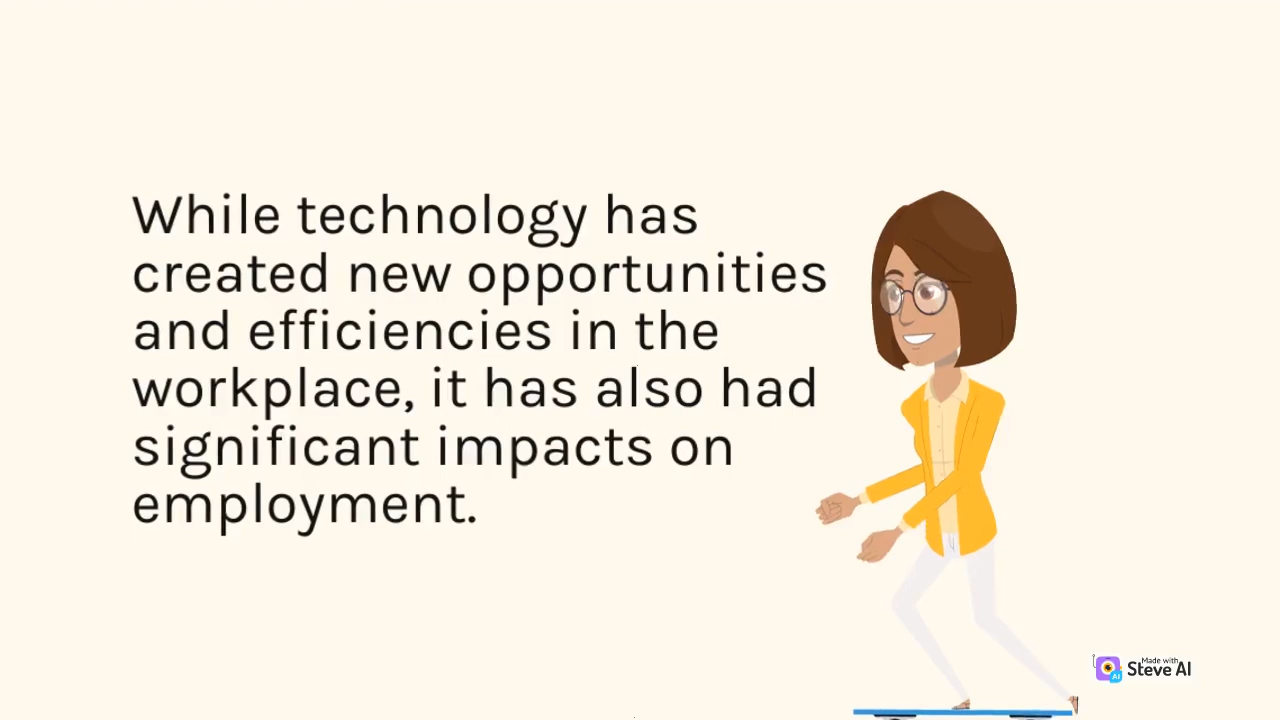 While technology has
created new opportunities
and efficiencies in the
workplace, it has also had
significant impacts on
employment.
Made with
Steve AI
AI